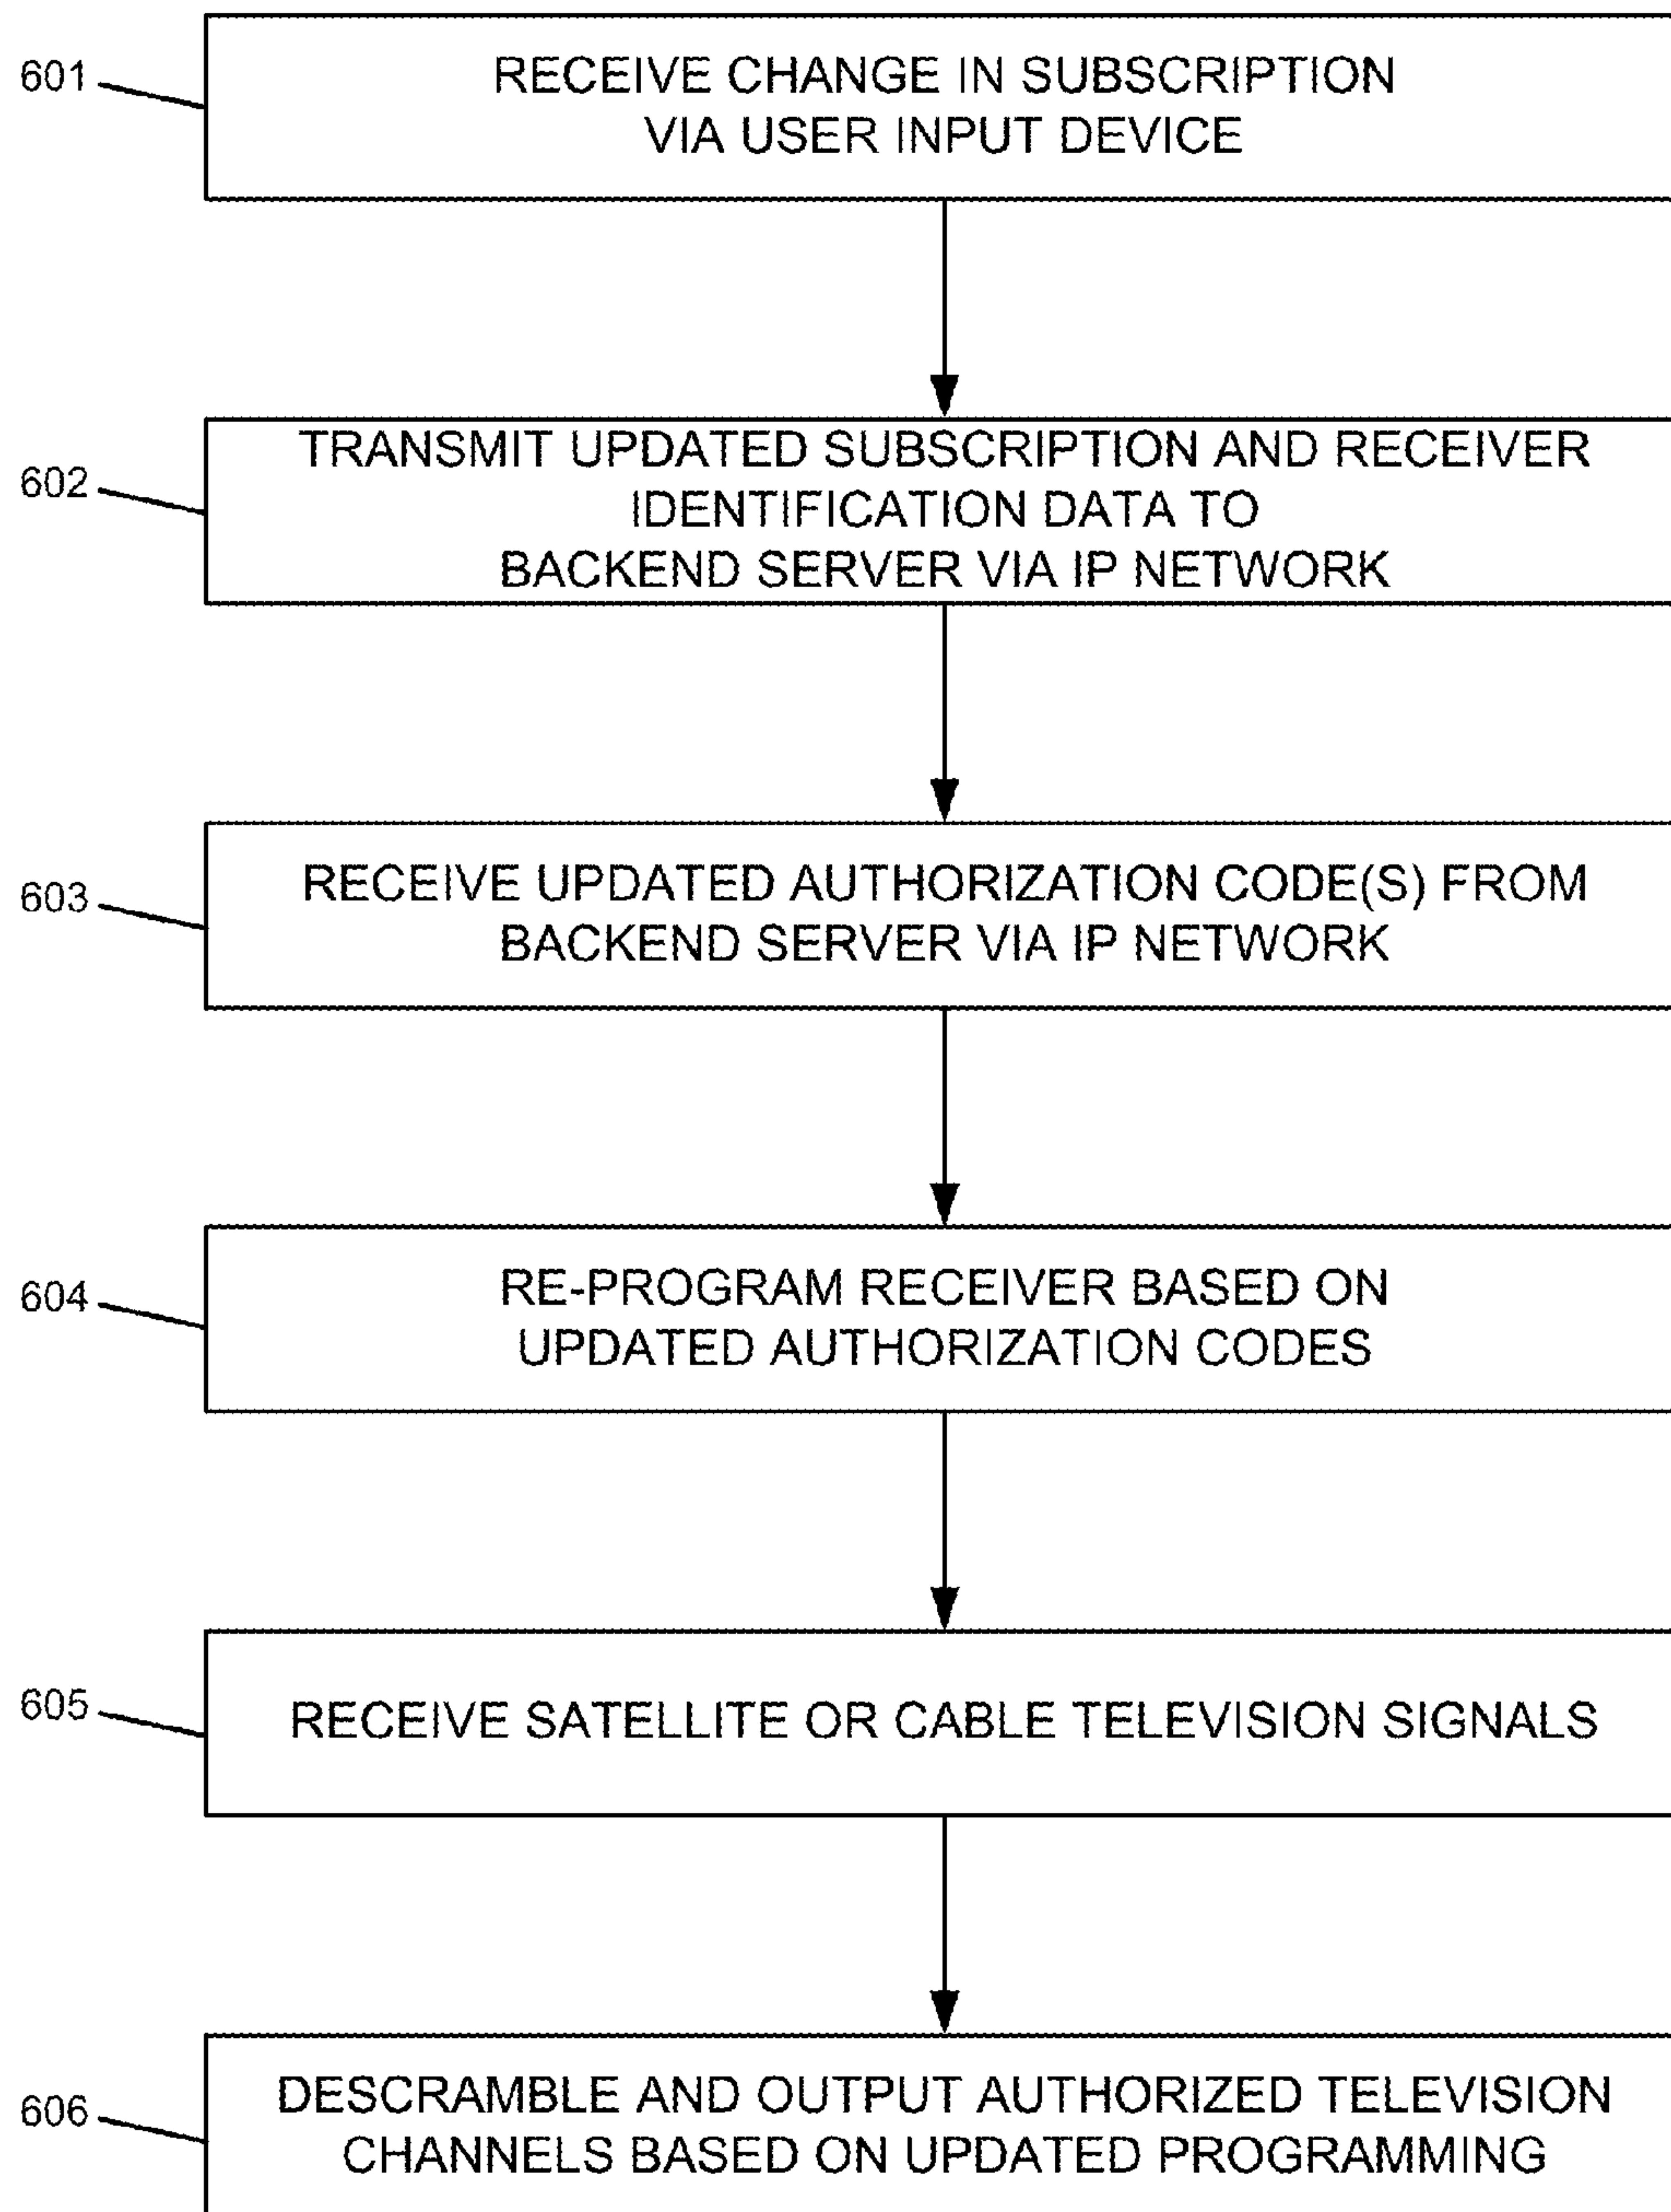 601
RECEIVE CHANGE IN SUBSCRIPTION
VIA USER INPUT DEVICE
602
TRANSMIT UPDATED SUBSCRIPTION AND RECEIVER
IDENTIFICATION DATA TO
BACKEND SERVER VIA IP NETWORK
603
RECEIVE UPDATED AUTHORIZATION CODE(S) FROM
BACKEND SERVER VIA IP NETWORK
604
RE-PROGRAM RECEIVER BASED ON
UPDATED AUTHORIZATION CODES
605
RECEIVE SATELLITE OR CABLE TELEVISION SIGNALS
606
DESCRAMBLE AND OUTPUT AUTHORIZED TELEVISION
CHANNELS BASED ON UPDATED PROGRAMMING